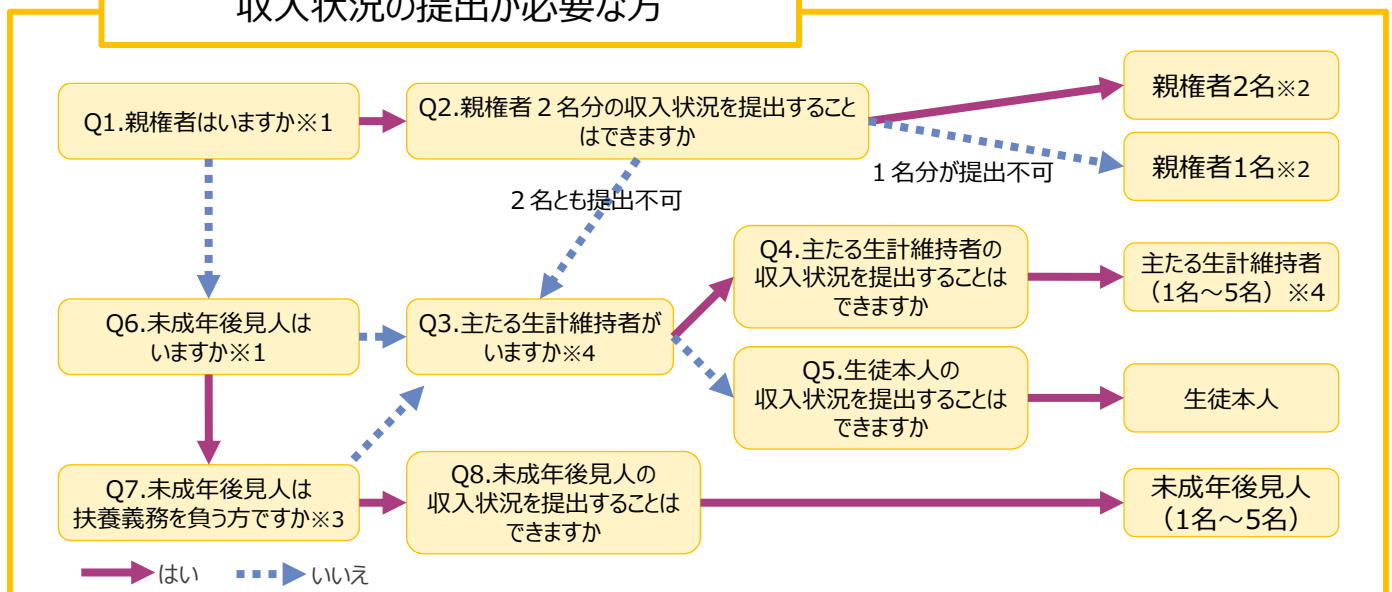 収入状況の提出が必要な方
Q1.親権者はいますか※1
Q2.親権者２名分の収入状況を提出すること
はできますか
親権者2名※2
親権者1名※2
１名分が提出不可
２名とも提出不可
Q6.未成年後見人は
いますか※1
Q3.主たる生計維持者が
いますか※4
Q4.主たる生計維持者の
収入状況を提出することは
できますか
主たる生計維持者
（1名～5名）※4
Q5.生徒本人の
収入状況を提出することは
できますか
生徒本人
Q7.未成年後見人は
扶養義務を負う方ですか※3
Q8.未成年後見人の
収入状況を提出することは
できますか
未成年後見人
（1名～5名）
はい
いいえ